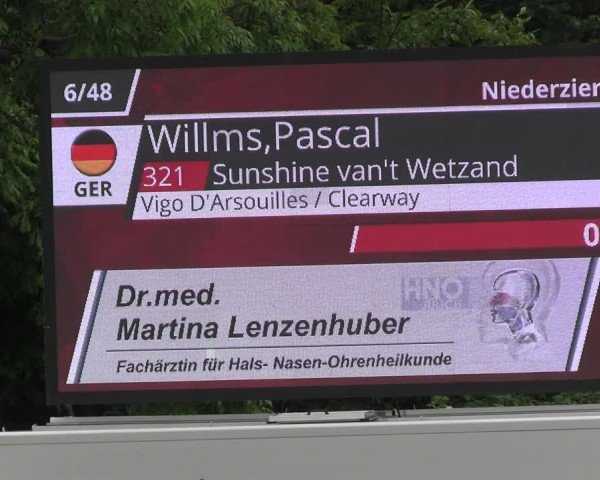 6/48 Niederzier
Willms,Pascal
GER
321 Sunshine van't Wetzand
Vigo D'Arsouilles / Clearway
0
Dr.med.
HNO
Martina Lenzenhuber
Fachärztin für Hals- Nasen-Ohrenheilkunde